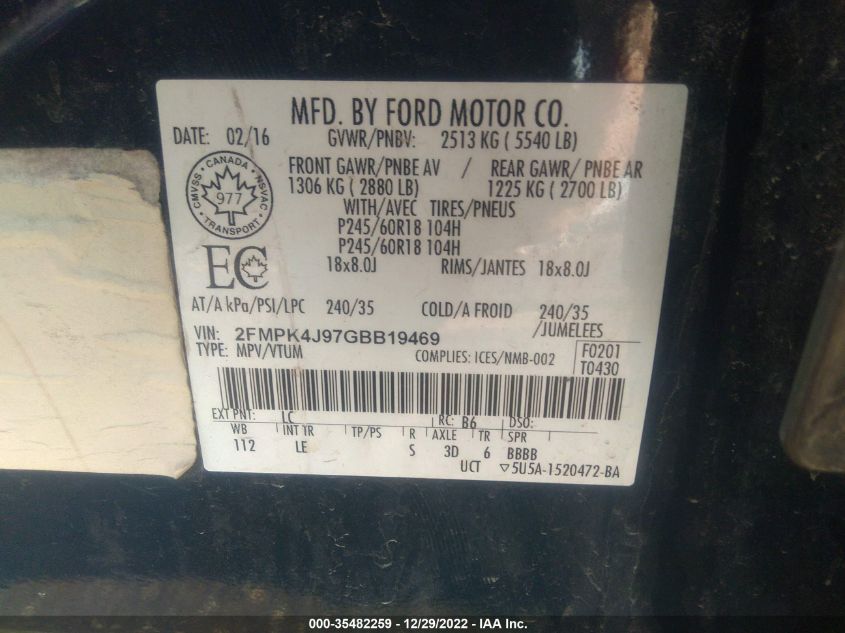 MFD. BY FORD MOTOR CO.
DATE: 02/16 GVWR/PNBV: 2513 KG ( 5540 LB)
FRONT GAWR/PNBE AV / REAR GAWR/ PNBE AR
1306 KG ( 2880 LB) 1225 KG ( 2700 LB)
WITH/AVEC TIRES/PNEUS
P245/60R18 104H
P245/60R18 104H
18x8.0J RIMS/JANTES 18x8.0J
CMVSS • CANADA • NSVAC • TRANSPORT •
977
EC
AT/A kPa/PSI/LPC 240/35 COLD/A FROID 240/35
/JUMELEES
VIN: 2FMPK4J97GBB19469
TYPE: MPV/VTUM COMPLIES: ICES/NMB-002 F0201
T0430
EXT PNT: LC RC: B6 DSO:
WB INT TR TP/PS R AXLE TR SPR
112 LE S 3D 6 BBBB
UCT ▽5U5A-1520472-BA
000-35482259 - 12/29/2022 - IAA Inc.